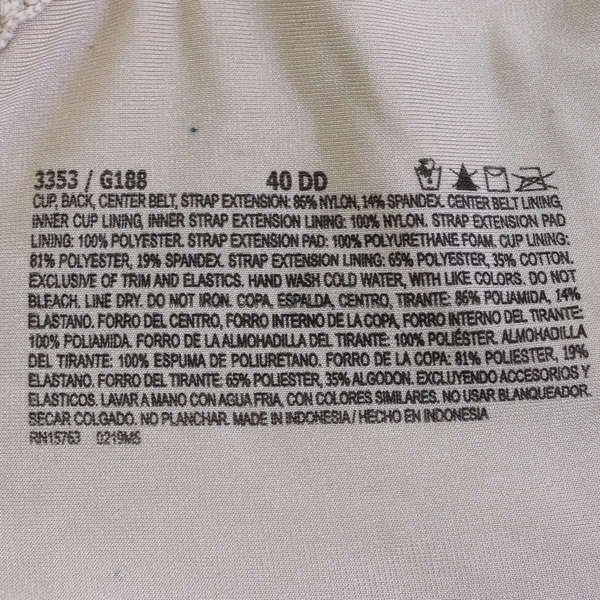 3353 / G188 40 DD
CUP, BACK, CENTER BELT, STRAP EXTENSION: 86% NYLON, 14% SPANDEX. CENTER BELT LINING,
INNER CUP LINING, INNER STRAP EXTENSION LINING: 100% NYLON. STRAP EXTENSION PAD
LINING: 100% POLYESTER. STRAP EXTENSION PAD: 100% POLYURETHANE FOAM. CUP LINING:
81% POLYESTER, 19% SPANDEX. STRAP EXTENSION LINING: 65% POLYESTER, 35% COTTON.
EXCLUSIVE OF TRIM AND ELASTICS. HAND WASH COLD WATER, WITH LIKE COLORS. DO NOT
BLEACH. LINE DRY. DO NOT IRON. COPA, ESPALDA, CENTRO, TIRANTE: 86% POLIAMIDA, 14%
ELASTANO. FORRO DEL CENTRO, FORRO INTERNO DE LA COPA, FORRO INTERNO DEL TIRANTE:
100% POLIAMIDA. FORRO DE LA ALMOHADILLA DEL TIRANTE: 100% POLIÉSTER. ALMOHADILLA
DEL TIRANTE: 100% ESPUMA DE POLIURETANO. FORRO DE LA COPA: 81% POLIESTER, 19%
ELASTANO. FORRO DEL TIRANTE: 65% POLIESTER, 35% ALGODON. EXCLUYENDO ACCESORIOS Y
ELASTICOS. LAVAR A MANO CON AGUA FRIA, CON COLORES SIMILARES. NO USAR BLANQUEADOR.
SECAR COLGADO. NO PLANCHAR. MADE IN INDONESIA / HECHO EN INDONESIA
RN15763 0219MS